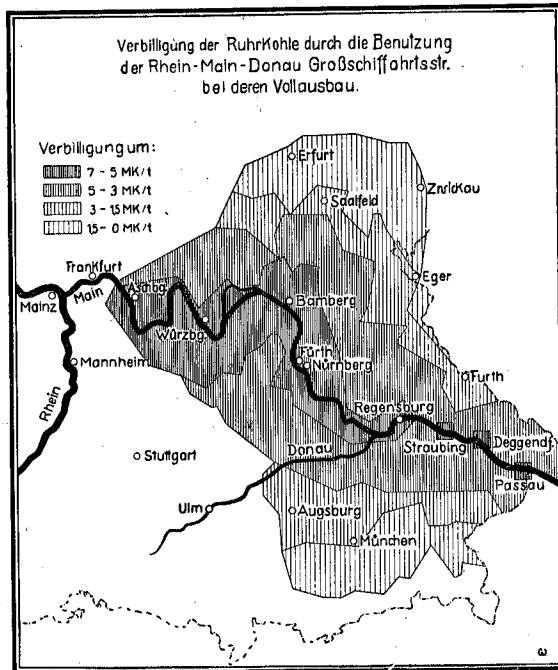 Verbilligung der Ruhrkohle durch die Benutzung
der Rhein-Main-Donau Großschiffahrtsstr.
bei deren Vollausbau.
Verbilligung um:
7 - 5 MK/t
5 - 3 MK/t
3 - 1,5 MK/t
1,5 - 0 MK/t
Erfurt
Zwickau
Saalfeld
Frankfurt
Eger
Aschbg.
Main
Bamberg
Mainz
Würzbg.
Fürth
Mannheim
Nürnberg
Furth
Rhein
Regensburg
Donau
Deggendf.
Stuttgart
Straubing
Passau
Ulm
Augsburg
München